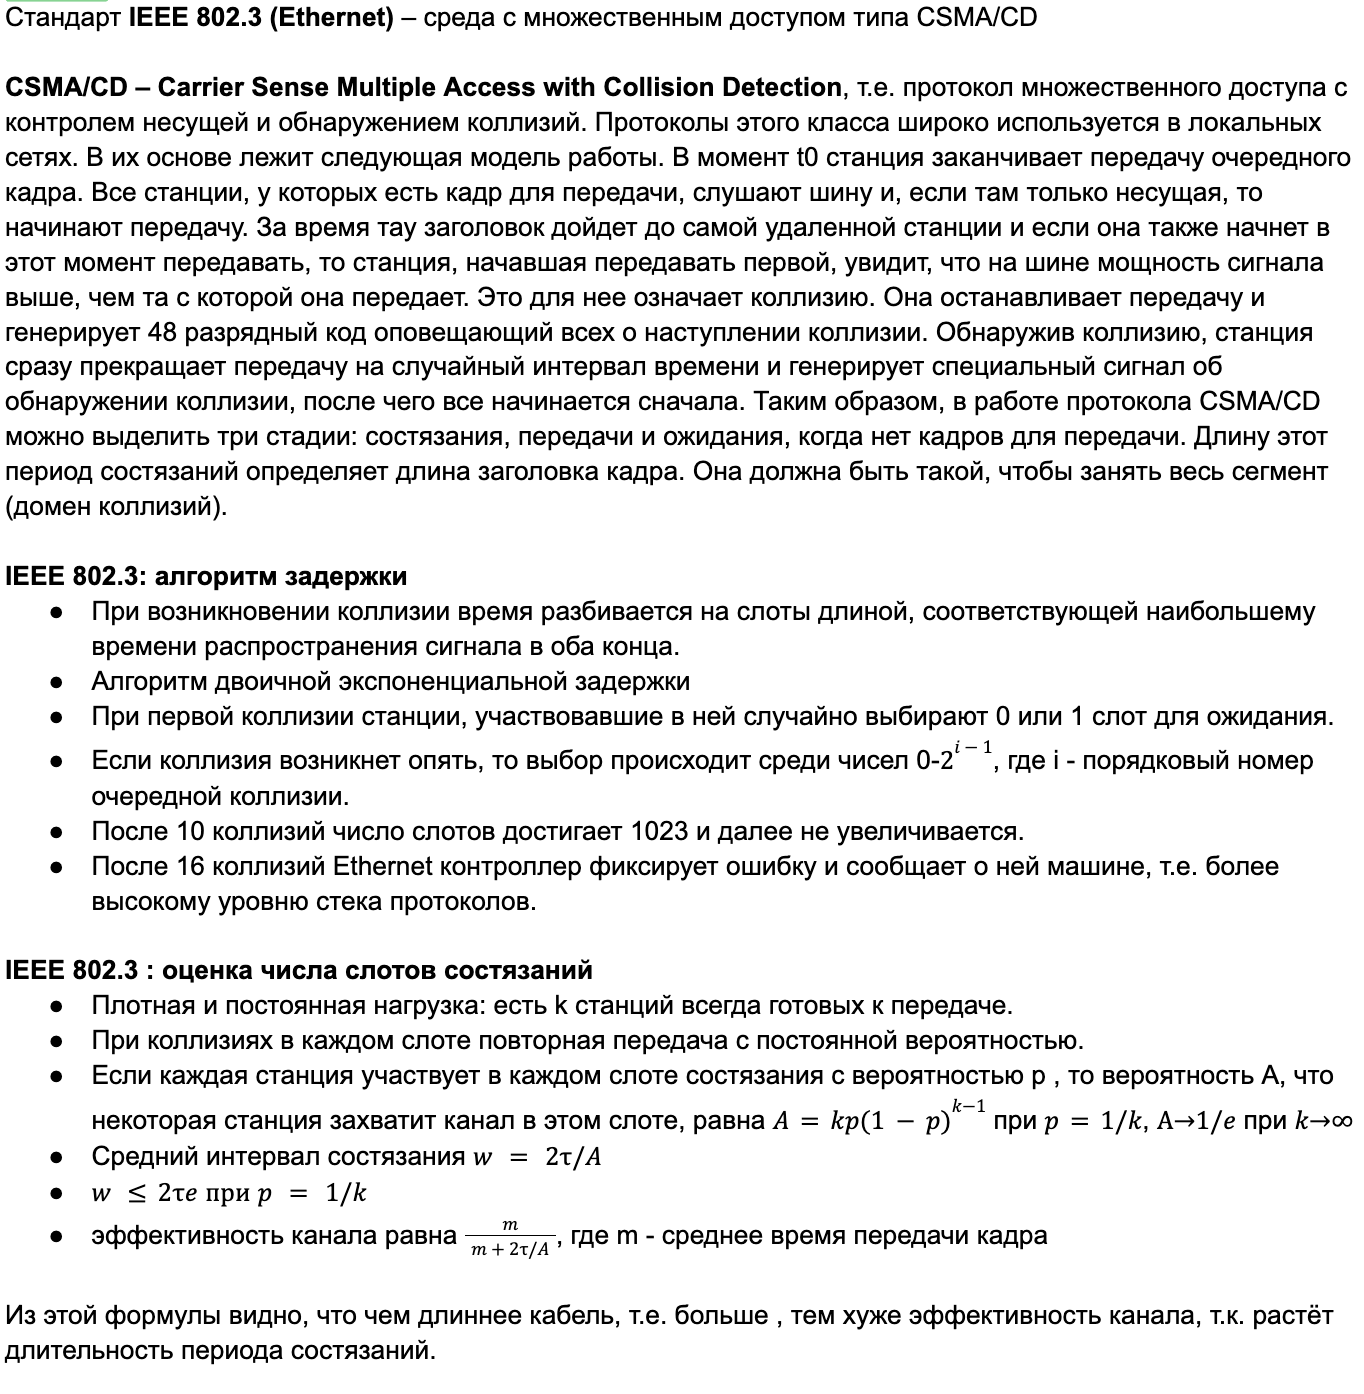 Стандарт IEEE 802.3 (Ethernet) – среда с множественным доступом типа CSMA/CD
CSMA/CD – Carrier Sense Multiple Access with Collision Detection, т.е. протокол множественного доступа с
контролем несущей и обнаружением коллизий. Протоколы этого класса широко используется в локальных
сетях. В их основе лежит следующая модель работы. В момент t0 станция заканчивает передачу очередного
кадра. Все станции, у которых есть кадр для передачи, слушают шину и, если там только несущая, то
начинают передачу. За время тау заголовок дойдет до самой удаленной станции и если она также начнет в
этот момент передавать, то станция, начавшая передавать первой, увидит, что на шине мощность сигнала
выше, чем та с которой она передает. Это для нее означает коллизию. Она останавливает передачу и
генерирует 48 разрядный код оповещающий всех о наступлении коллизии. Обнаружив коллизию, станция
сразу прекращает передачу на случайный интервал времени и генерирует специальный сигнал об
обнаружении коллизии, после чего все начинается сначала. Таким образом, в работе протокола CSMA/CD
можно выделить три стадии: состязания, передачи и ожидания, когда нет кадров для передачи. Длину этот
период состязаний определяет длина заголовка кадра. Она должна быть такой, чтобы занять весь сегмент
(домен коллизий).
IEEE 802.3: алгоритм задержки
● При возникновении коллизии время разбивается на слоты длиной, соответствующей наибольшему
времени распространения сигнала в оба конца.
● Алгоритм двоичной экспоненциальной задержки
● При первой коллизии станции, участвовавшие в ней случайно выбирают 0 или 1 слот для ожидания.
● Если коллизия возникнет опять, то выбор происходит среди чисел 0-2^{i − 1}, где i - порядковый номер
очередной коллизии.
● После 10 коллизий число слотов достигает 1023 и далее не увеличивается.
● После 16 коллизий Ethernet контроллер фиксирует ошибку и сообщает о ней машине, т.е. более
высокому уровню стека протоколов.
IEEE 802.3 : оценка числа слотов состязаний
● Плотная и постоянная нагрузка: есть k станций всегда готовых к передаче.
● При коллизиях в каждом слоте повторная передача с постоянной вероятностью.
● Если каждая станция участвует в каждом слоте состязания с вероятностью p , то вероятность A, что
некоторая станция захватит канал в этом слоте, равна A = kp(1 − p)^{k−1} при p = 1/k, A→1/e при k→∞
● Средний интервал состязания w = 2τ/A
● w ≤ 2τe при p = 1/k
● эффективность канала равна m / (m + 2τ/A), где m - среднее время передачи кадра
Из этой формулы видно, что чем длиннее кабель, т.е. больше , тем хуже эффективность канала, т.к. растёт
длительность периода состязаний.